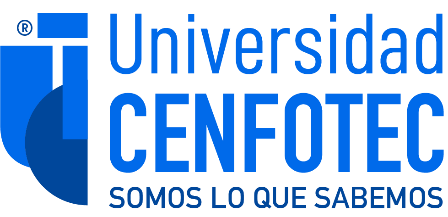 ®
Universidad
CENFOTEC
SOMOS LO QUE SABEMOS